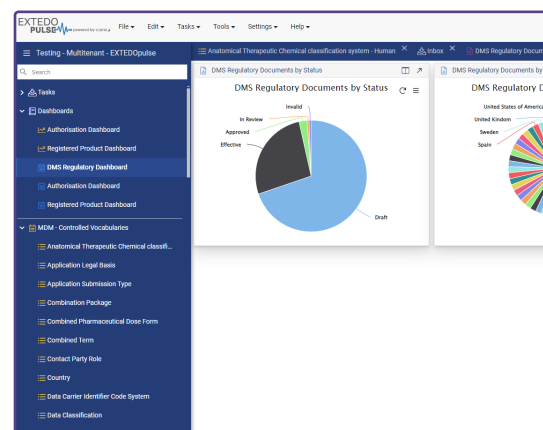 EXTEDO
PULSE powered by
File Edit Tasks Tools Settings Help
Testing - Multitenant - EXTEDOpulse
Anatomical Therapeutic Chemical classification system - Human Inbox DMS Regulatory Docum
Search
Tasks
Dashboards
Authorisation Dashboard
Registered Product Dashboard
DMS Regulatory Dashboard
Authorisation Dashboard
Registered Product Dashboard
MDM - Controlled Vocabularies
Anatomical Therapeutic Chemical classifi...
Application Legal Basis
Application Submission Type
Combination Package
Combined Pharmaceutical Dose Form
Combined Term
Contact Party Role
Country
Data Carrier Identifier Code System
Data Classification
DMS Regulatory Documents by Status
DMS Regulatory Documents by Status
Invalid
In Review
Approved
Effective
Draft
DMS Regulatory Documents by
DMS Regulatory D
United States of America
United Kindom
Sweden
Spain